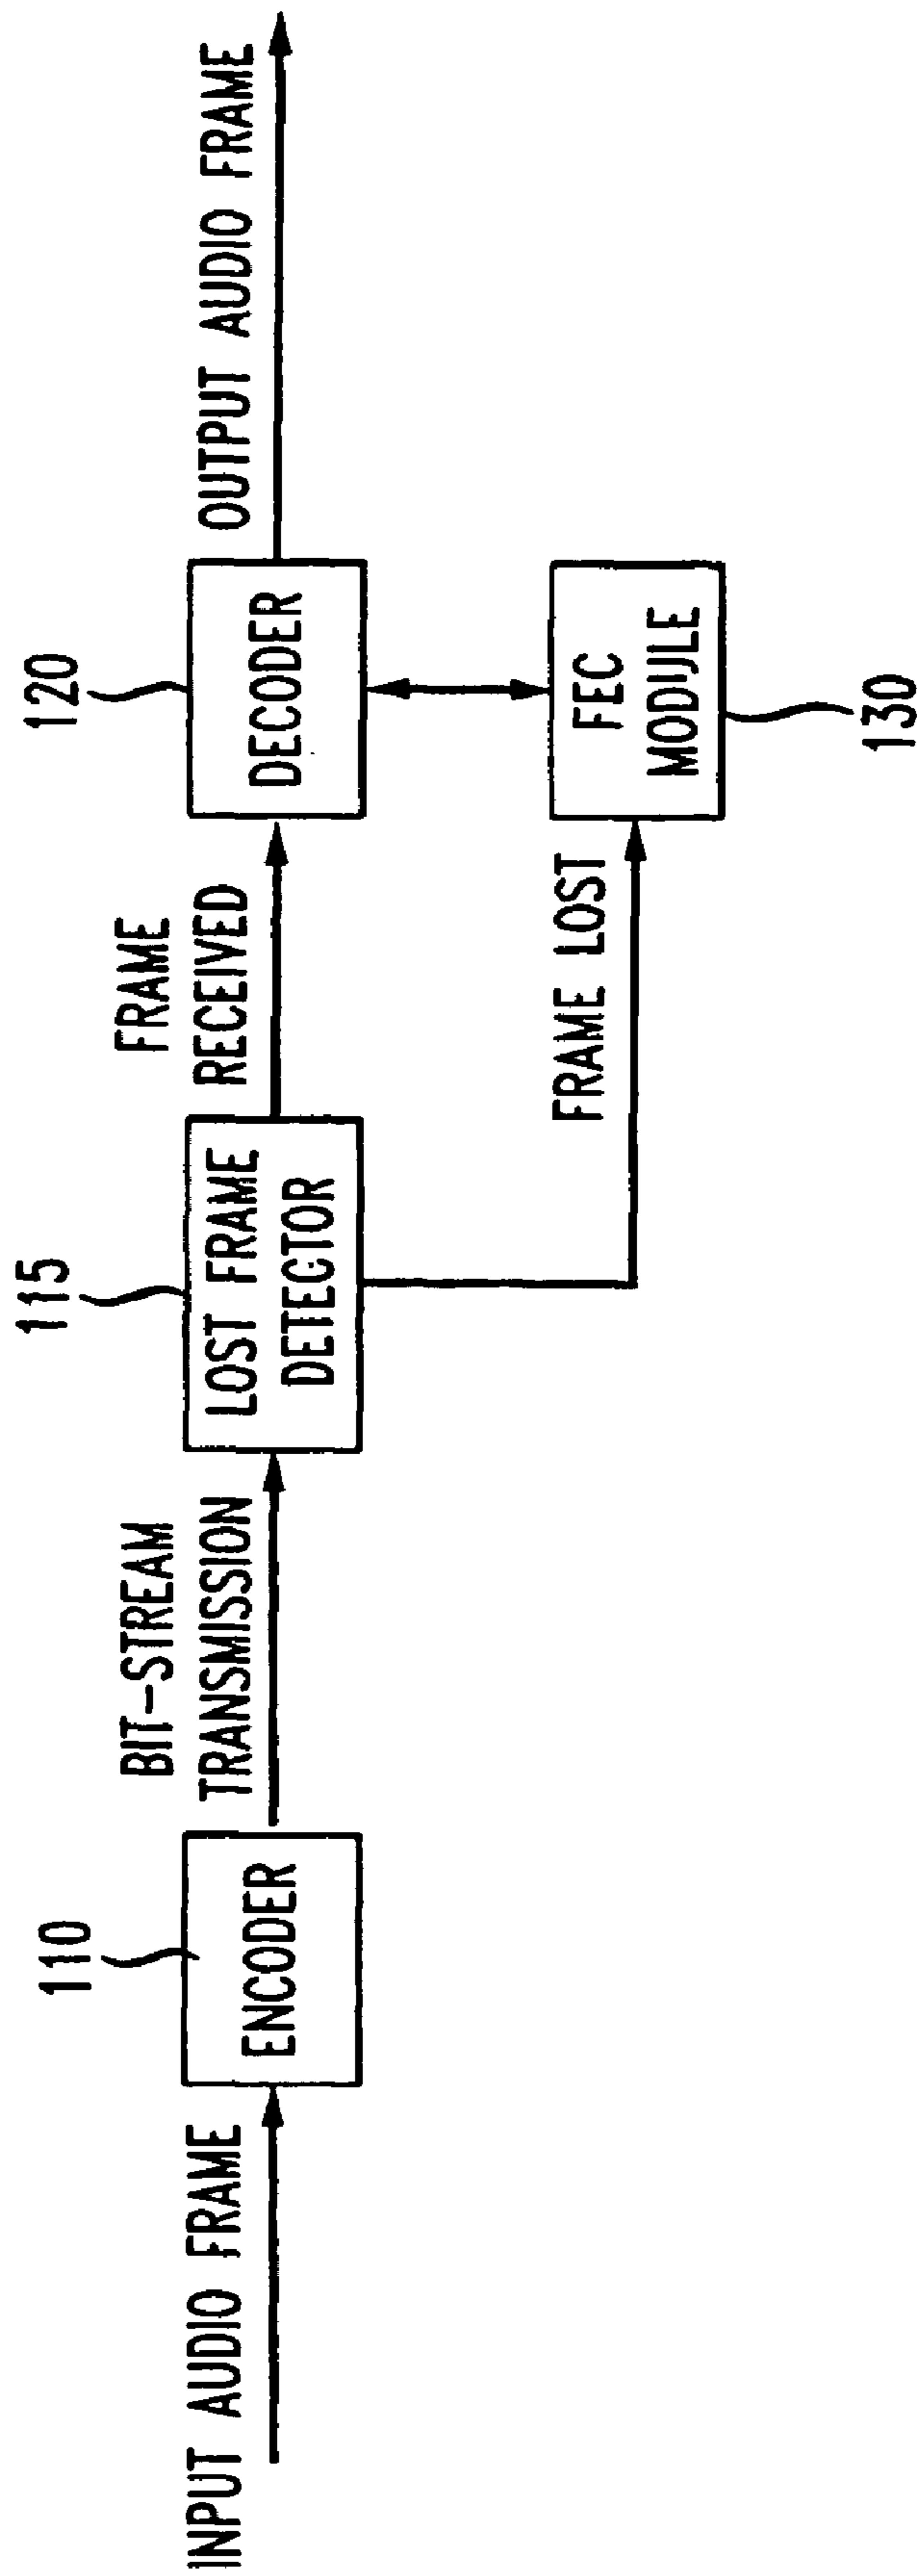 INPUT AUDIO FRAME
110
ENCODER
BIT-STREAM
TRANSMISSION
115
LOST FRAME
DETECTOR
FRAME
RECEIVED
FRAME LOST
120
DECODER
FEC
MODULE
130
OUTPUT AUDIO FRAME